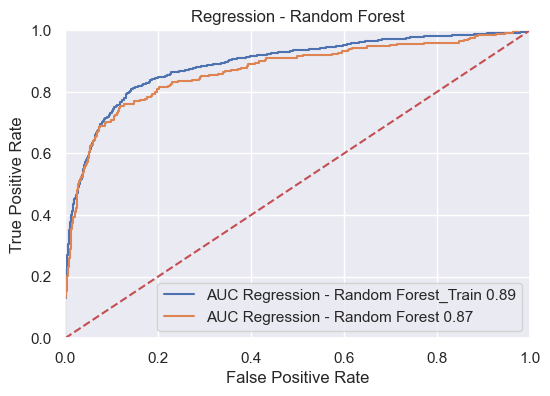 Regression - Random Forest
True Positive Rate
1.0
0.8
0.6
0.4
0.2
0.0
AUC Regression - Random Forest_Train 0.89
AUC Regression - Random Forest 0.87
0.0 0.2 0.4 0.6 0.8 1.0
False Positive Rate